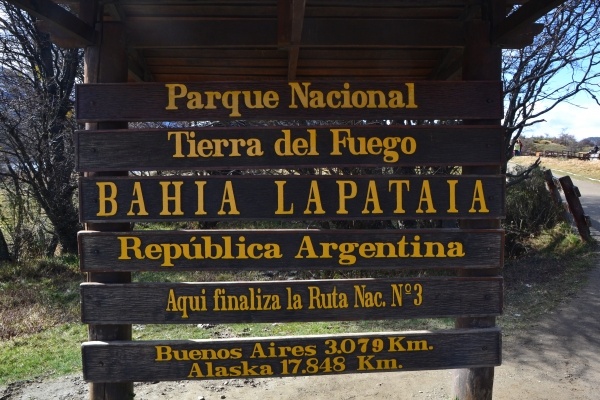 Parque Nacional
Tierra del Fuego
BAHIA LAPATAIA
República Argentina
Aqui finaliza la Ruta Nac. Nº3
Buenos Aires 3.079 Km.
Alaska 17.848 Km.